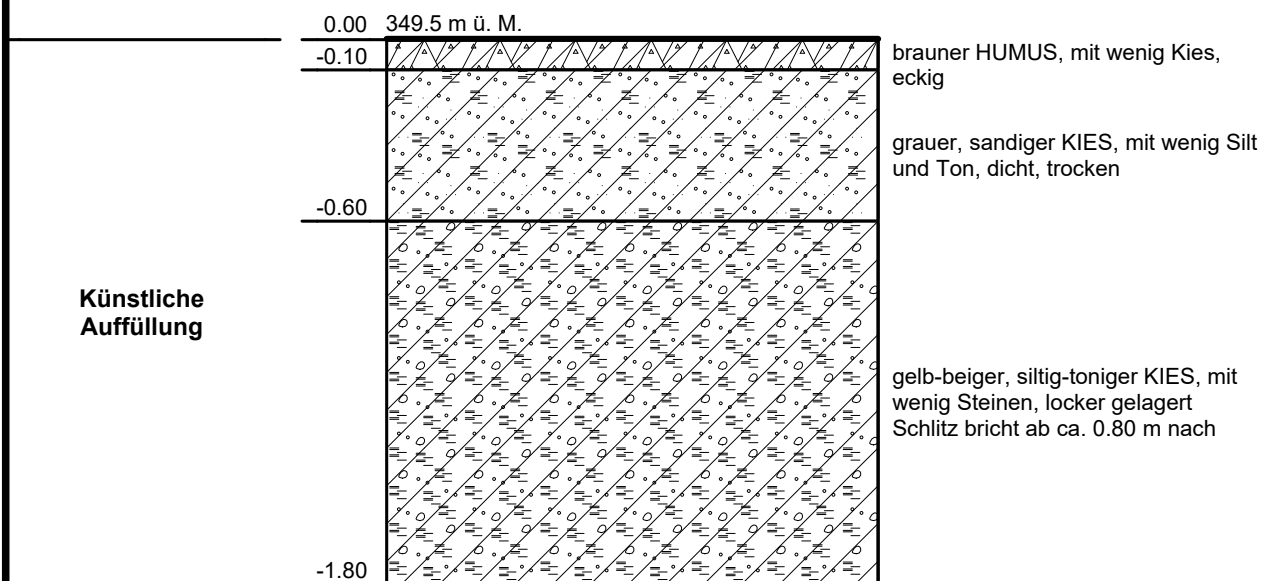 0.00 349.5 m ü. M.
-0.10
brauner HUMUS, mit wenig Kies,
eckig
grauer, sandiger KIES, mit wenig Silt
und Ton, dicht, trocken
-0.60
Künstliche
Auffüllung
gelb-beiger, siltig-toniger KIES, mit
wenig Steinen, locker gelagert
Schlitz bricht ab ca. 0.80 m nach
-1.80